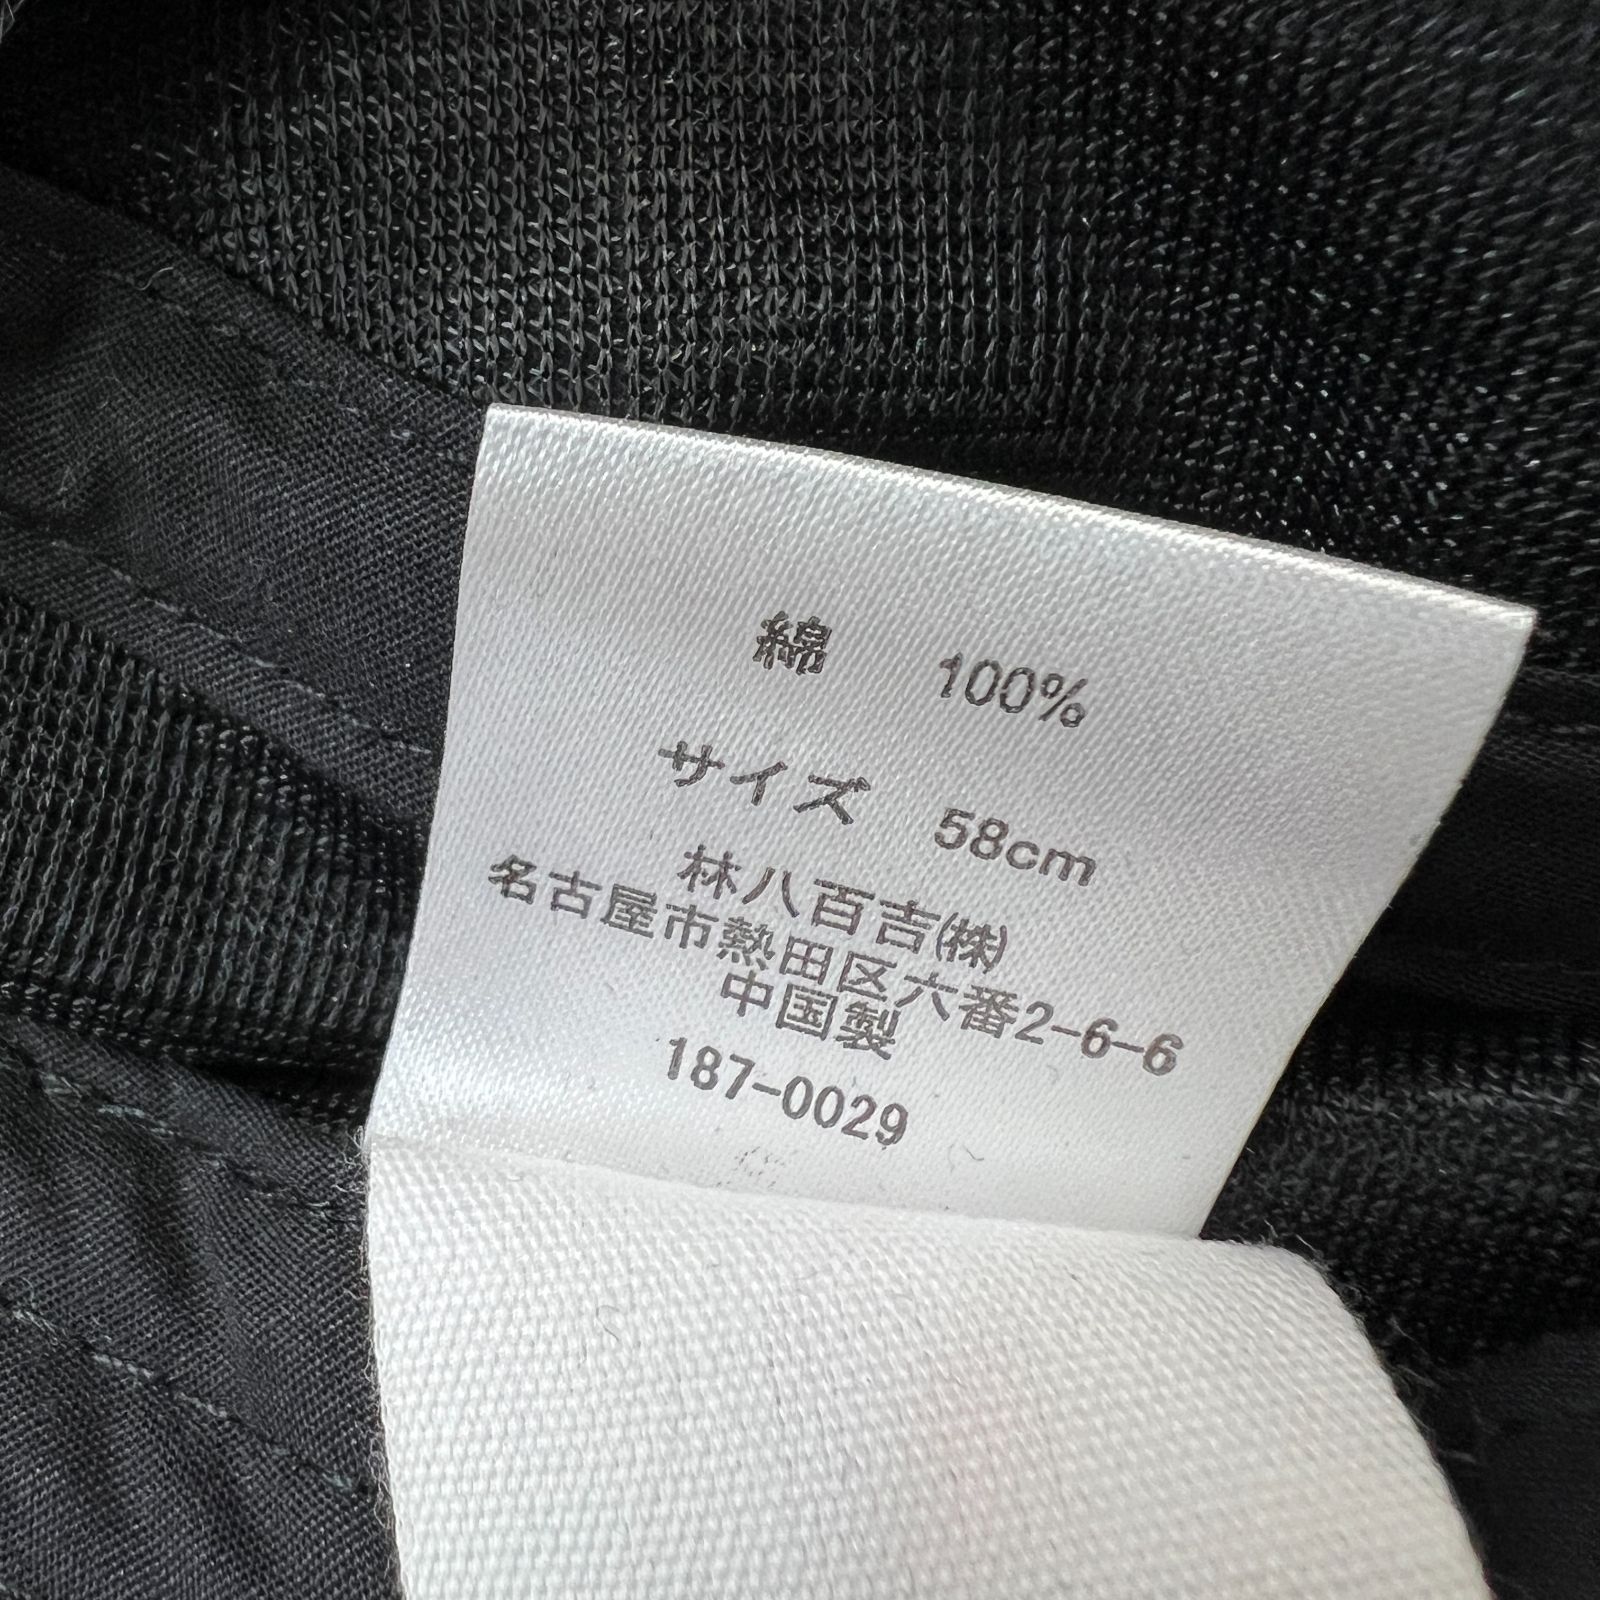 綿 100%
サイズ 58cm
林八百吉(株)
名古屋市熱田区六番2-6-6
中国製
187-0029